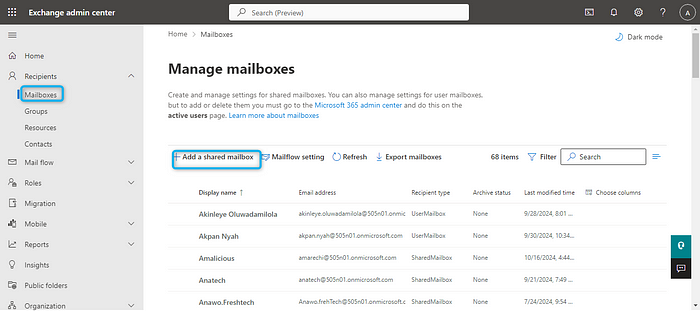 Exchange admin center
Search (Preview)
?
A
Home
Recipients
Mailboxes
Groups
Resources
Contacts
Mail flow
Roles
Migration
Mobile
Reports
Insights
Public folders
Organization
Home > Mailboxes
Dark mode
Manage mailboxes
Create and manage settings for shared mailboxes. You can also manage settings for user mailboxes,
but to add or delete them you must go to the Microsoft 365 admin center and do this on the
active users page. Learn more about mailboxes
+ Add a shared mailbox Mailflow setting Refresh Export mailboxes 68 items Filter Search
Display name ↑ Email address Recipient type Archive status Last modified time Choose columns
Akinleye Oluwadamilola akinleye.oluwadamilola@505n01.onmic UserMailbox None 9/28/2024, 8:01 ...
Akpan Nyah akpan.nyah@505n01.onmicrosoft.com UserMailbox None 9/30/2024, 10:34...
Amalicious amarechi@505n01.onmicrosoft.com SharedMailbox None 10/16/2024, 4:44...
Anatech anatech@505n01.onmicrosoft.com SharedMailbox None 9/21/2024, 7:49 ...
Anawo.Freshtech Anawo.frehTech@505n01.onmicrosoft.c SharedMailbox None 7/24/2024, 9:54 ...